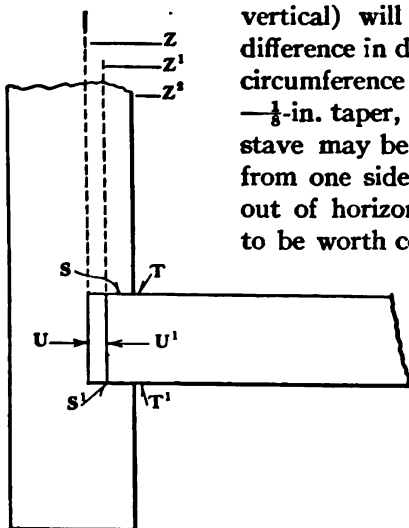 vertical) will
difference in d
circumference
—⅛-in. taper,
stave may be
from one side
out of horizon
to be worth c
Z
Z¹
Z²
S
T
U
U¹
S¹
T¹